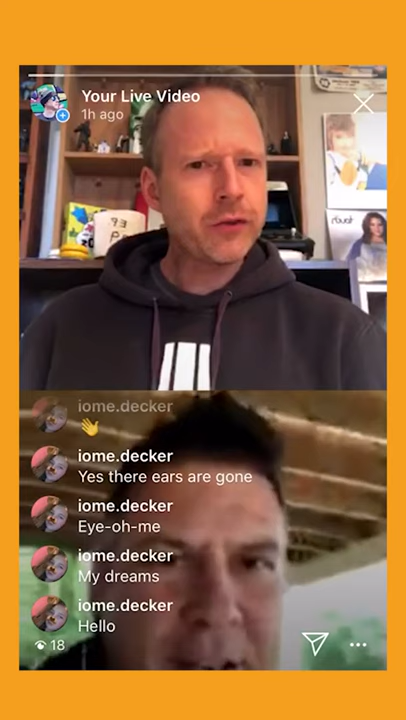 Your Live Video
1h ago
iome.decker
👋
iome.decker
Yes there ears are gone
iome.decker
Eye-oh-me
iome.decker
My dreams
iome.decker
Hello
18